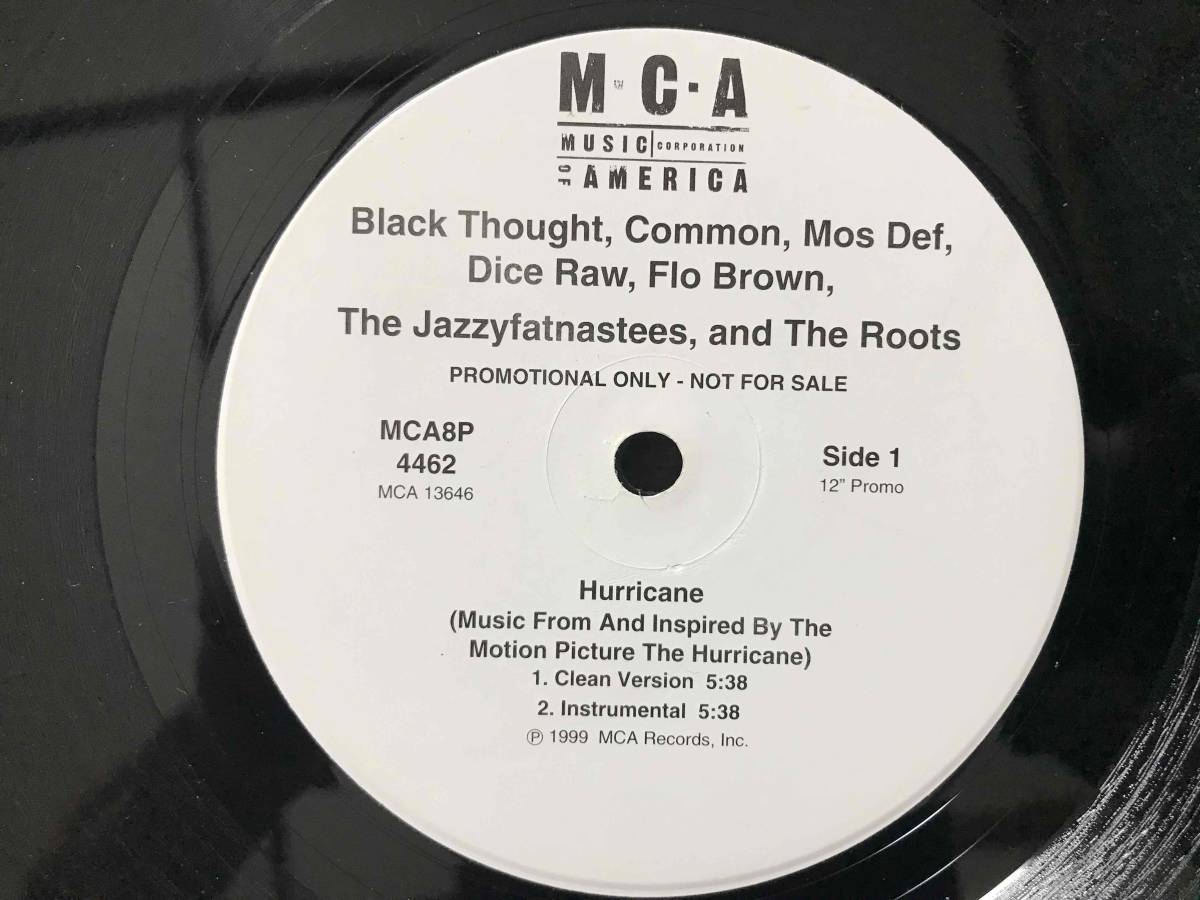 M·C·A
MUSIC CORPORATION
OF AMERICA
Black Thought, Common, Mos Def,
Dice Raw, Flo Brown,
The Jazzyfatnastees, and The Roots
PROMOTIONAL ONLY - NOT FOR SALE
MCA8P
4462
MCA 13646
Side 1
12” Promo
Hurricane
(Music From And Inspired By The
Motion Picture The Hurricane)
1. Clean Version 5:38
2. Instrumental 5:38
℗ 1999 MCA Records, Inc.